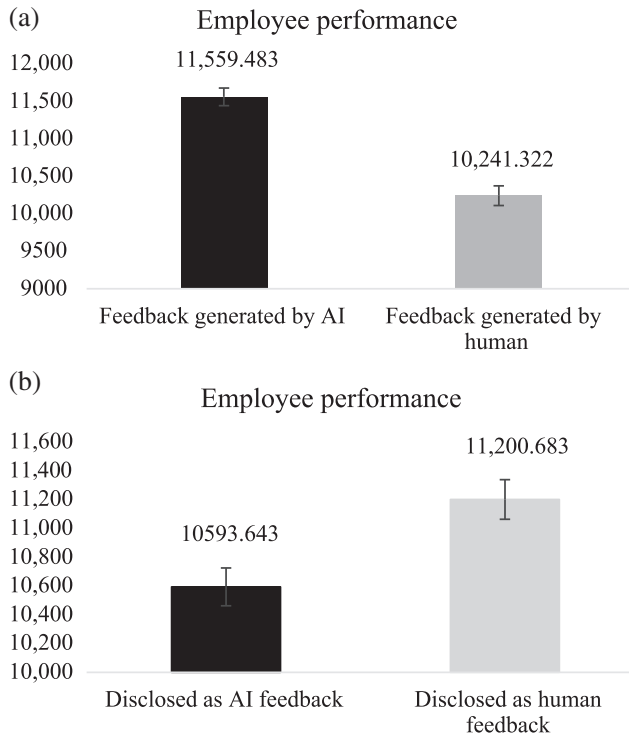 (a)
Employee performance
12,000
11,500
11,000
10,500
10,000
9500
9000
11,559.483
10,241.322
Feedback generated by AI
Feedback generated by
human
(b)
Employee performance
11,600
11,400
11,200
11,000
10,800
10,600
10,400
10,200
10,000
10593.643
11,200.683
Disclosed as AI feedback
Disclosed as human
feedback